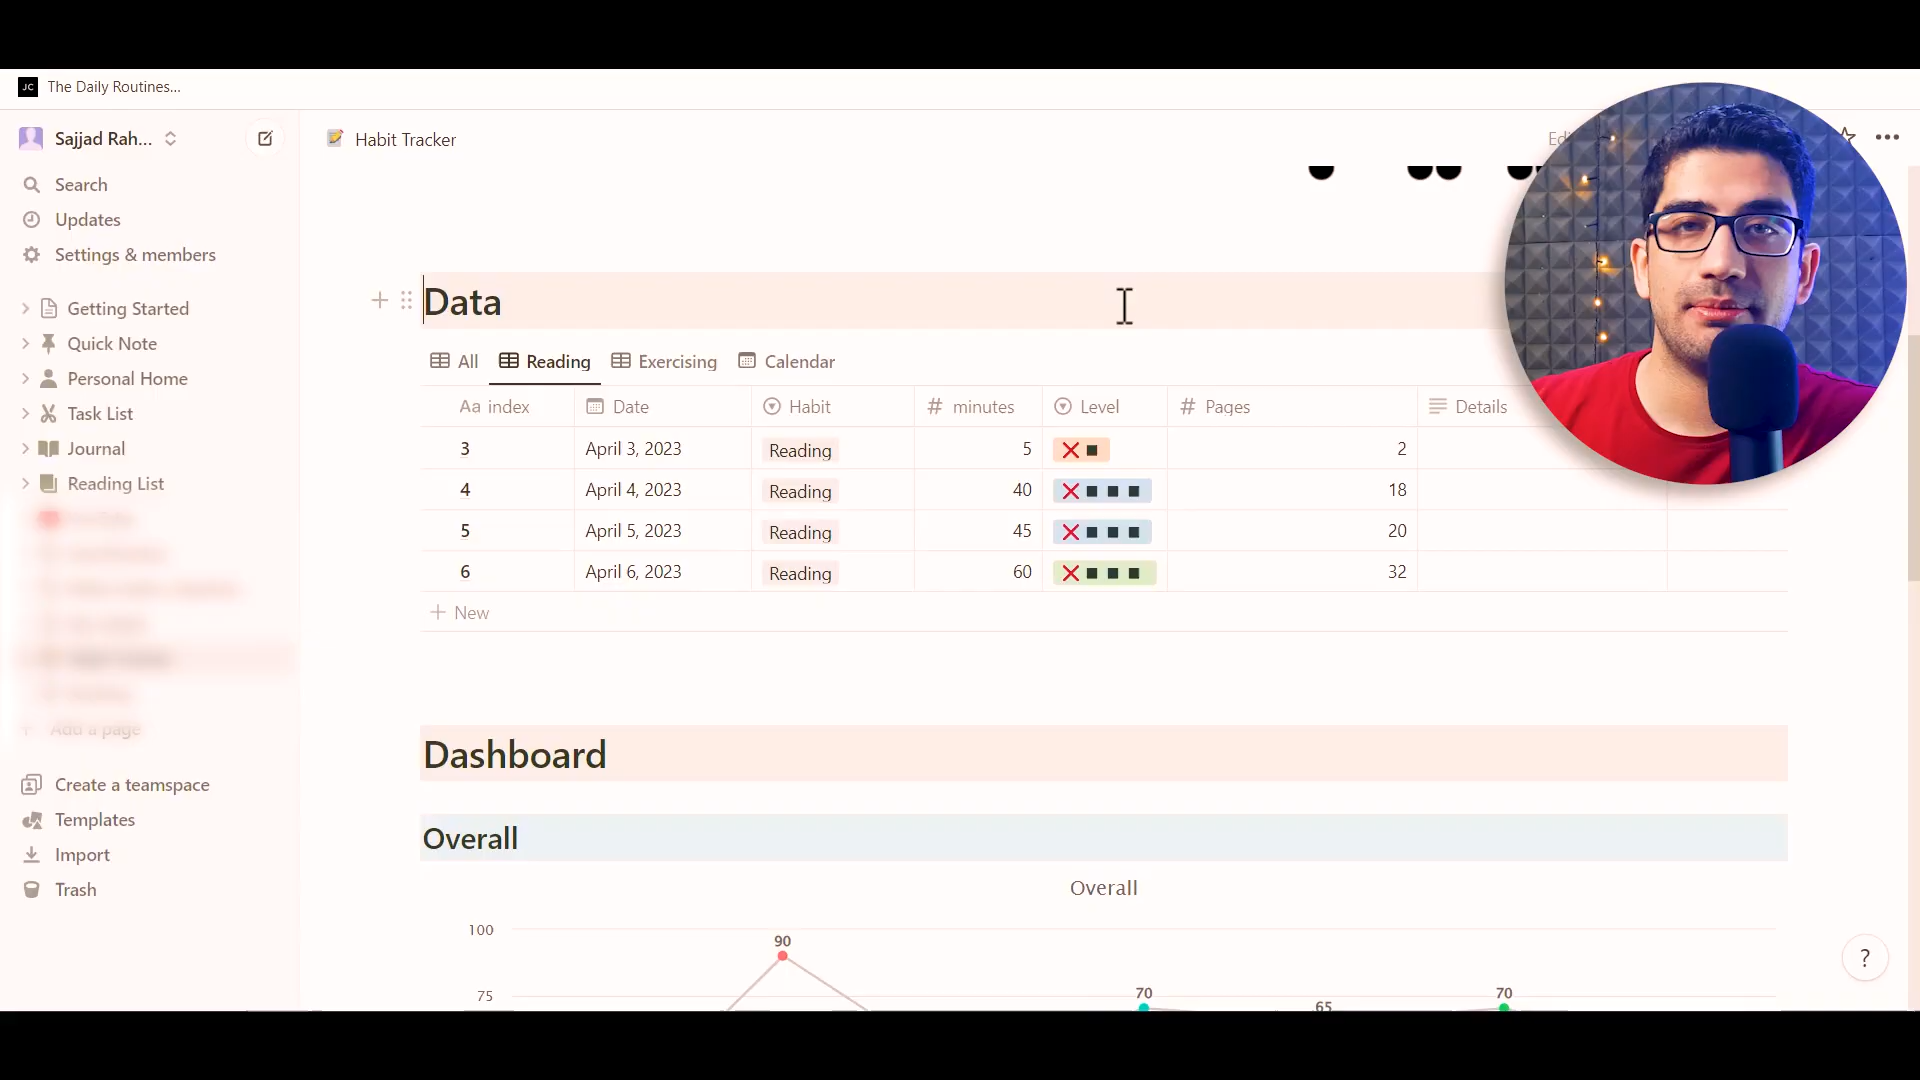 JC The Daily Routines...
Sajjad Rah...
Search
Updates
Settings & members
Getting Started
Quick Note
Personal Home
Task List
Journal
Reading List
Add a page
Create a teamspace
Templates
Import
Trash
Habit Tracker
Data
All Reading Exercising Calendar
Aa index Date Habit # minutes Level # Pages Details
3 April 3, 2023 Reading 5 2
4 April 4, 2023 Reading 40 18
5 April 5, 2023 Reading 45 20
6 April 6, 2023 Reading 60 32
+ New
Dashboard
Overall
Overall
100
90
75
70
65
70
?